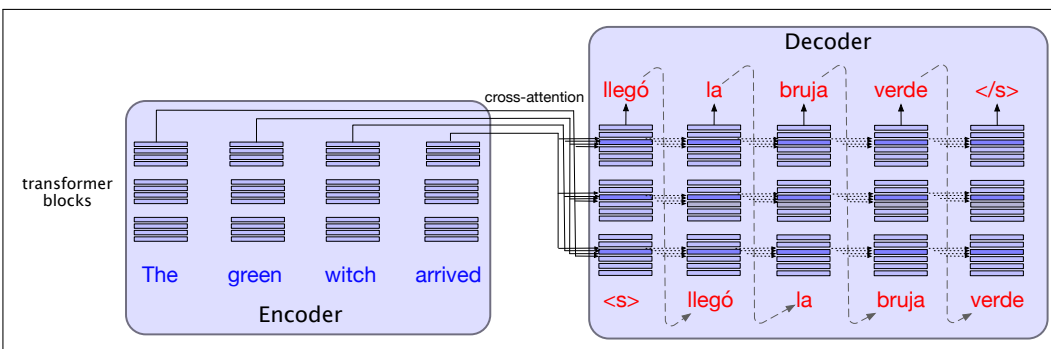 Decoder
llegó la bruja verde </s>
cross-attention
transformer
blocks
The green witch arrived
<s> llegó la bruja verde
Encoder